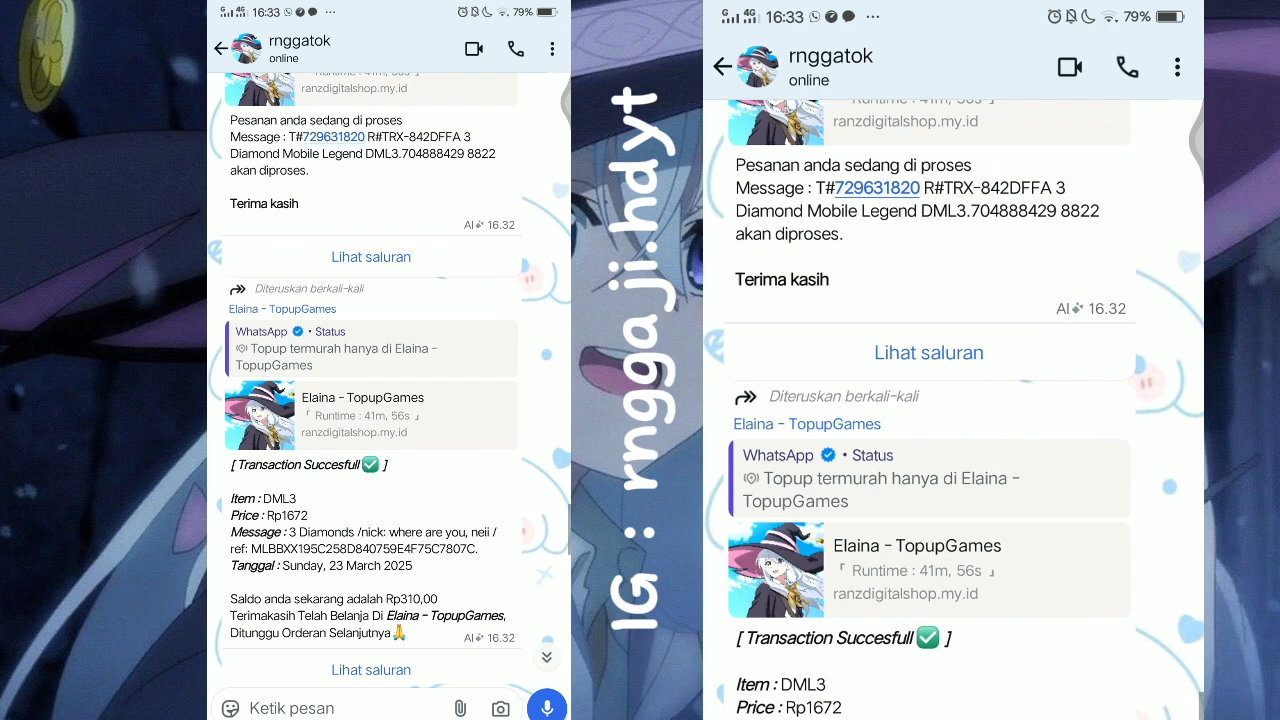 16:33 79%
rnggatok
online
ranzdigitalshop.my.id
Pesanan anda sedang di proses
Message : T#729631820 R#TRX-842DFFA 3
Diamond Mobile Legend DML3.704888429 8822
akan diproses.
Terima kasih
AI 16.32
Lihat saluran
Diteruskan berkali-kali
Elaina - TopupGames
WhatsApp • Status
Topup termurah hanya di Elaina -
TopupGames
Elaina - TopupGames
「 Runtime : 41m, 56s 」
ranzdigitalshop.my.id
[ Transaction Succesfull ✅ ]
Item : DML3
Price : Rp1672
Message : 3 Diamonds /nick: where are you, neii /
ref: MLBBXX195C258D840759E4F75C7807C.
Tanggal : Sunday, 23 March 2025
Saldo anda sekarang adalah Rp310,00
Terimakasih Telah Belanja Di Elaina - TopupGames,
Ditunggu Orderan Selanjutnya🙏
AI 16.32
Lihat saluran
Ketik pesan
IG : rnggaji.hdyt
4G 16:33 79%
rnggatok
online
ranzdigitalshop.my.id
Pesanan anda sedang di proses
Message : T#729631820 R#TRX-842DFFA 3
Diamond Mobile Legend DML3.704888429 8822
akan diproses.
Terima kasih
AI 16.32
Lihat saluran
Diteruskan berkali-kali
Elaina - TopupGames
WhatsApp • Status
Topup termurah hanya di Elaina -
TopupGames
Elaina - TopupGames
「 Runtime : 41m, 56s 」
ranzdigitalshop.my.id
[ Transaction Succesfull ✅ ]
Item : DML3
Price : Rp1672